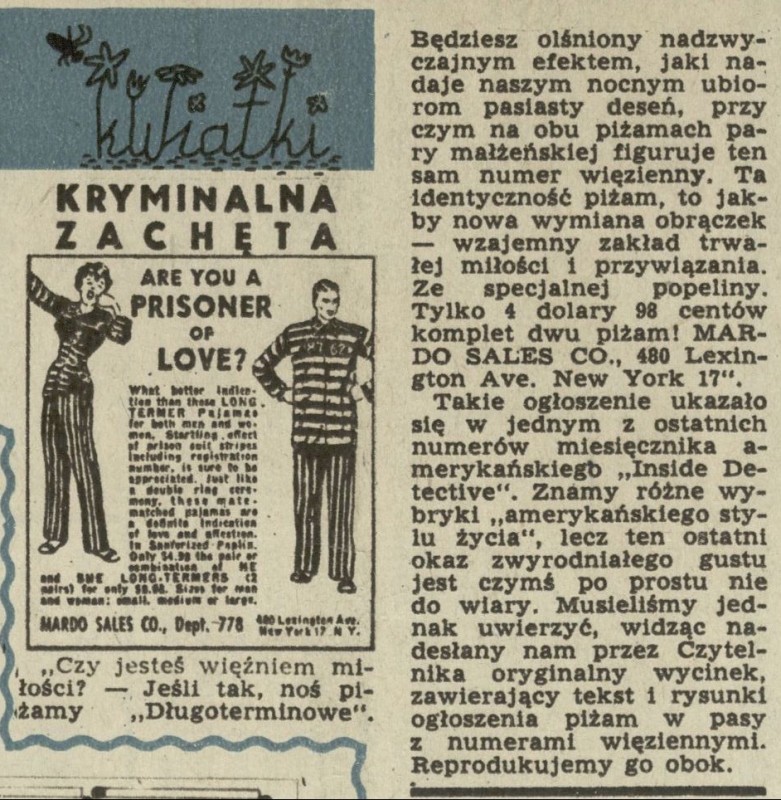 kwiatki
KRYMINALNA
ZACHĘTA
ARE YOU A
PRISONER
OF
LOVE?
What better indica-
tion than these LONG
TERMER Pajamas
for both men and wo-
men. Startling effect
of prison suit stripes
including registration
number, is sure to be
appreciated. Just like
a double ring cere-
mony, these mate-
matched pajamas are
a definite indication
of love and affection.
In Sanforized Poplin.
Only $4.98 the pair or
combination of HE
and SHE LONG-TERMERS (2
pairs) for only $9.98. Sizes for man
and woman: small, medium or large.
MARDO SALES CO., Dept. 778
480 Lexington Ave.
New York 17 N. Y.
„Czy jesteś więźniem mi-
łości? — Jeśli tak, noś pi-
żamy „Długoterminowe“.
Będziesz olśniony nadzwy-
czajnym efektem, jaki na-
daje naszym nocnym ubio-
rom pasiasty deseń, przy
czym na obu piżamach pa-
ry małżeńskiej figuruje ten
sam numer więzienny. Ta
identyczność piżam, to jak-
by nowa wymiana obrączek
— wzajemny zakład trwa-
łej miłości i przywiązania.
Ze specjalnej popeliny.
Tylko 4 dolary 98 centów
komplet dwu piżam! MAR-
DO SALES CO., 480 Lexin-
gton Ave. New York 17“.
Takie ogłoszenie ukazało
się w jednym z ostatnich
numerów miesięcznika a-
merykańskiego „Inside De-
tective“. Znamy różne wy-
bryki „amerykańskiego sty-
lu życia“, lecz ten ostatni
okaz zwyrodniałego gustu
jest czymś po prostu nie
do wiary. Musieliśmy jed-
nak uwierzyć, widząc na-
desłany nam przez Czytel-
nika oryginalny wycinek,
zawierający tekst i rysunki
ogłoszenia piżam w pasy
z numerami więziennymi.
Reprodukujemy go obok.